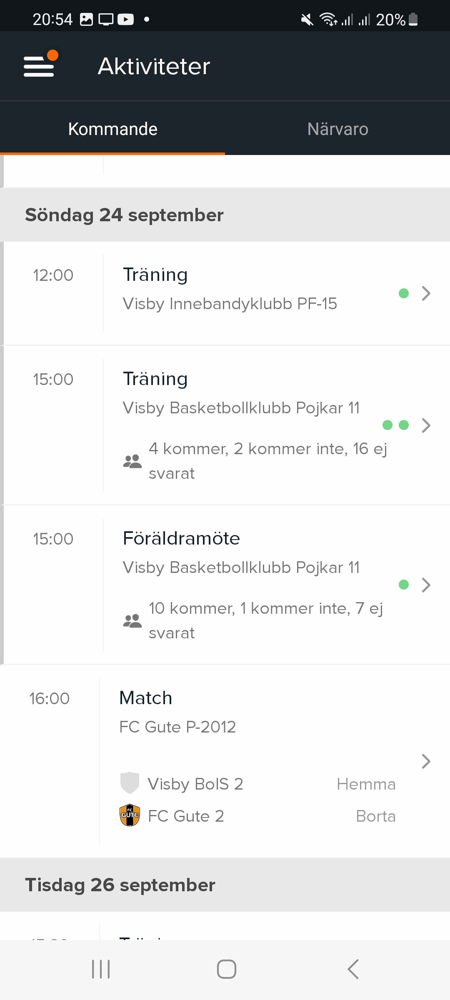 20:54
20%
Aktiviteter
Kommande
Närvaro
Söndag 24 september
12:00
Träning
Visby Innebandyklubb PF-15
15:00
Träning
Visby Basketbollklubb Pojkar 11
4 kommer, 2 kommer inte, 16 ej
svarat
15:00
Föräldramöte
Visby Basketbollklubb Pojkar 11
10 kommer, 1 kommer inte, 7 ej
svarat
16:00
Match
FC Gute P-2012
Visby BoIS 2
Hemma
FC GUTE
FC Gute 2
Borta
Tisdag 26 september